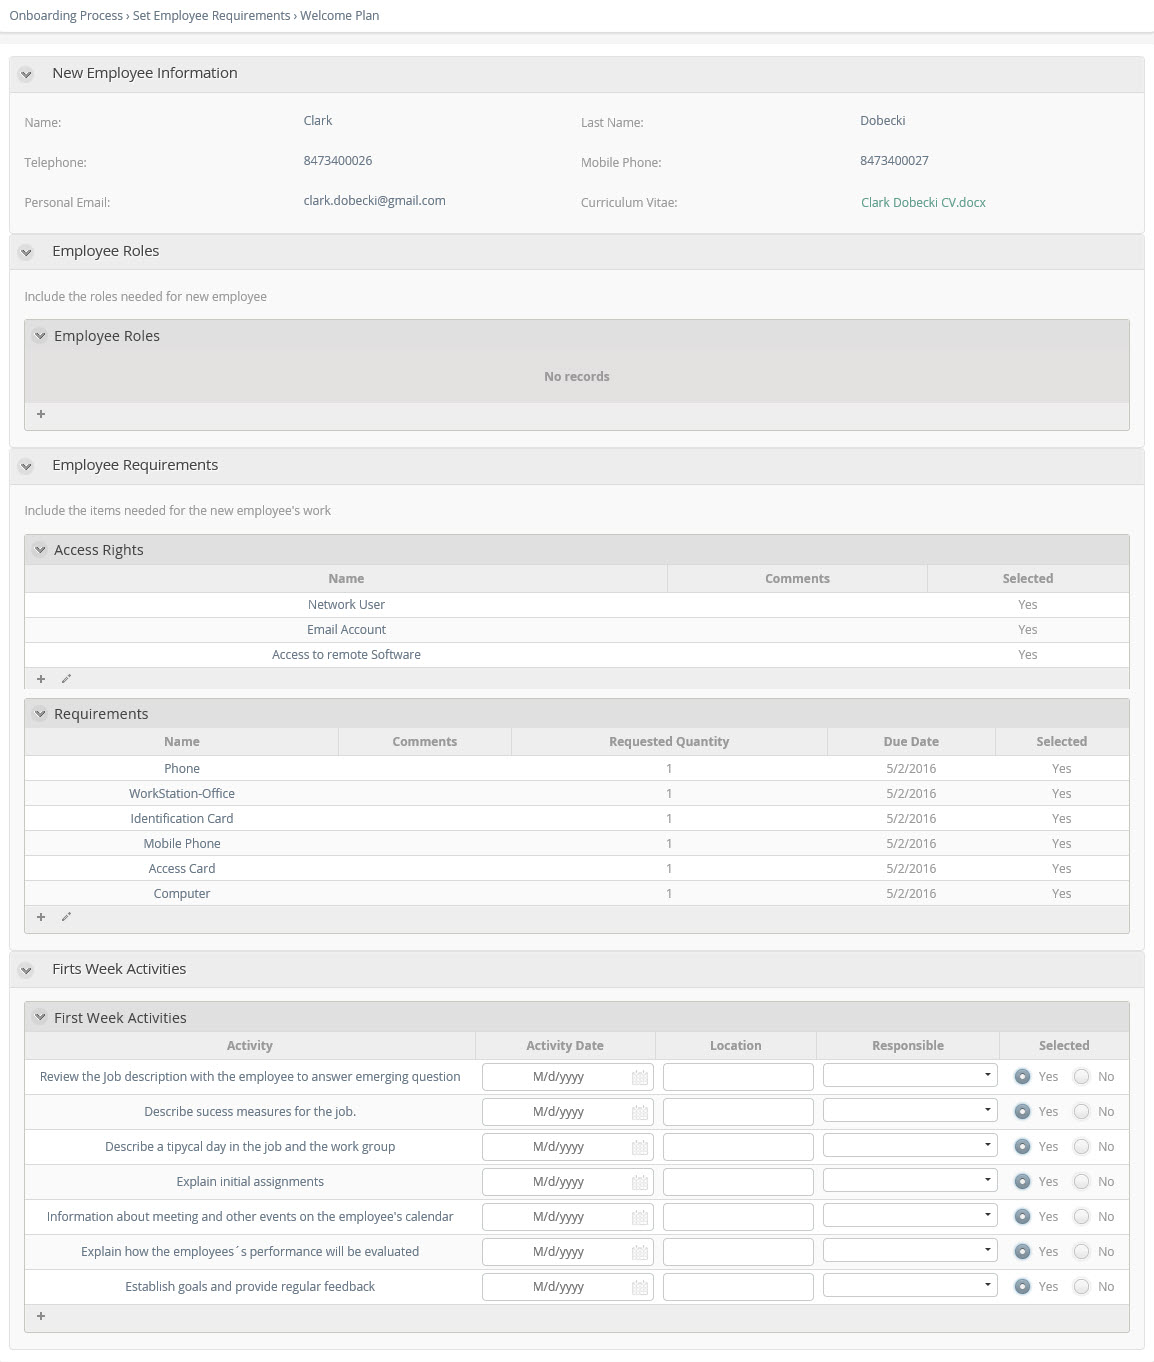 Onboarding Process › Set Employee Requirements › Welcome Plan
New Employee Information
Name: Clark Last Name: Dobecki
Telephone: 8473400026 Mobile Phone: 8473400027
Personal Email: clark.dobecki@gmail.com Curriculum Vitae: Clark Dobecki CV.docx
Employee Roles
Include the roles needed for new employee
Employee Roles
No records
Employee Requirements
Include the items needed for the new employee's work
Access Rights
Name Comments Selected
Network User Yes
Email Account Yes
Access to remote Software Yes
Requirements
Name Comments Requested Quantity Due Date Selected
Phone 1 5/2/2016 Yes
WorkStation-Office 1 5/2/2016 Yes
Identification Card 1 5/2/2016 Yes
Mobile Phone 1 5/2/2016 Yes
Access Card 1 5/2/2016 Yes
Computer 1 5/2/2016 Yes
Firts Week Activities
First Week Activities
Activity Activity Date Location Responsible Selected
Review the Job description with the employee to answer emerging question M/d/yyyy Yes No
Describe sucess measures for the job. M/d/yyyy Yes No
Describe a tipycal day in the job and the work group M/d/yyyy Yes No
Explain initial assignments M/d/yyyy Yes No
Information about meeting and other events on the employee's calendar M/d/yyyy Yes No
Explain how the employees´s performance will be evaluated M/d/yyyy Yes No
Establish goals and provide regular feedback M/d/yyyy Yes No